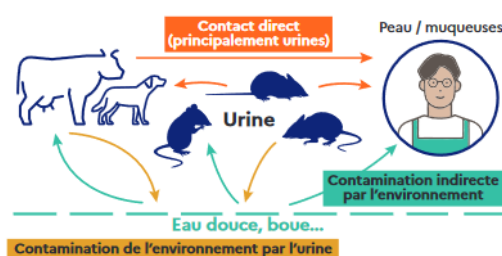 Contact direct
(principalement urines)
Peau / muqueuses
Urine
Contamination indirecte
par l'environnement
Eau douce, boue...
Contamination de l'environnement par l'urine